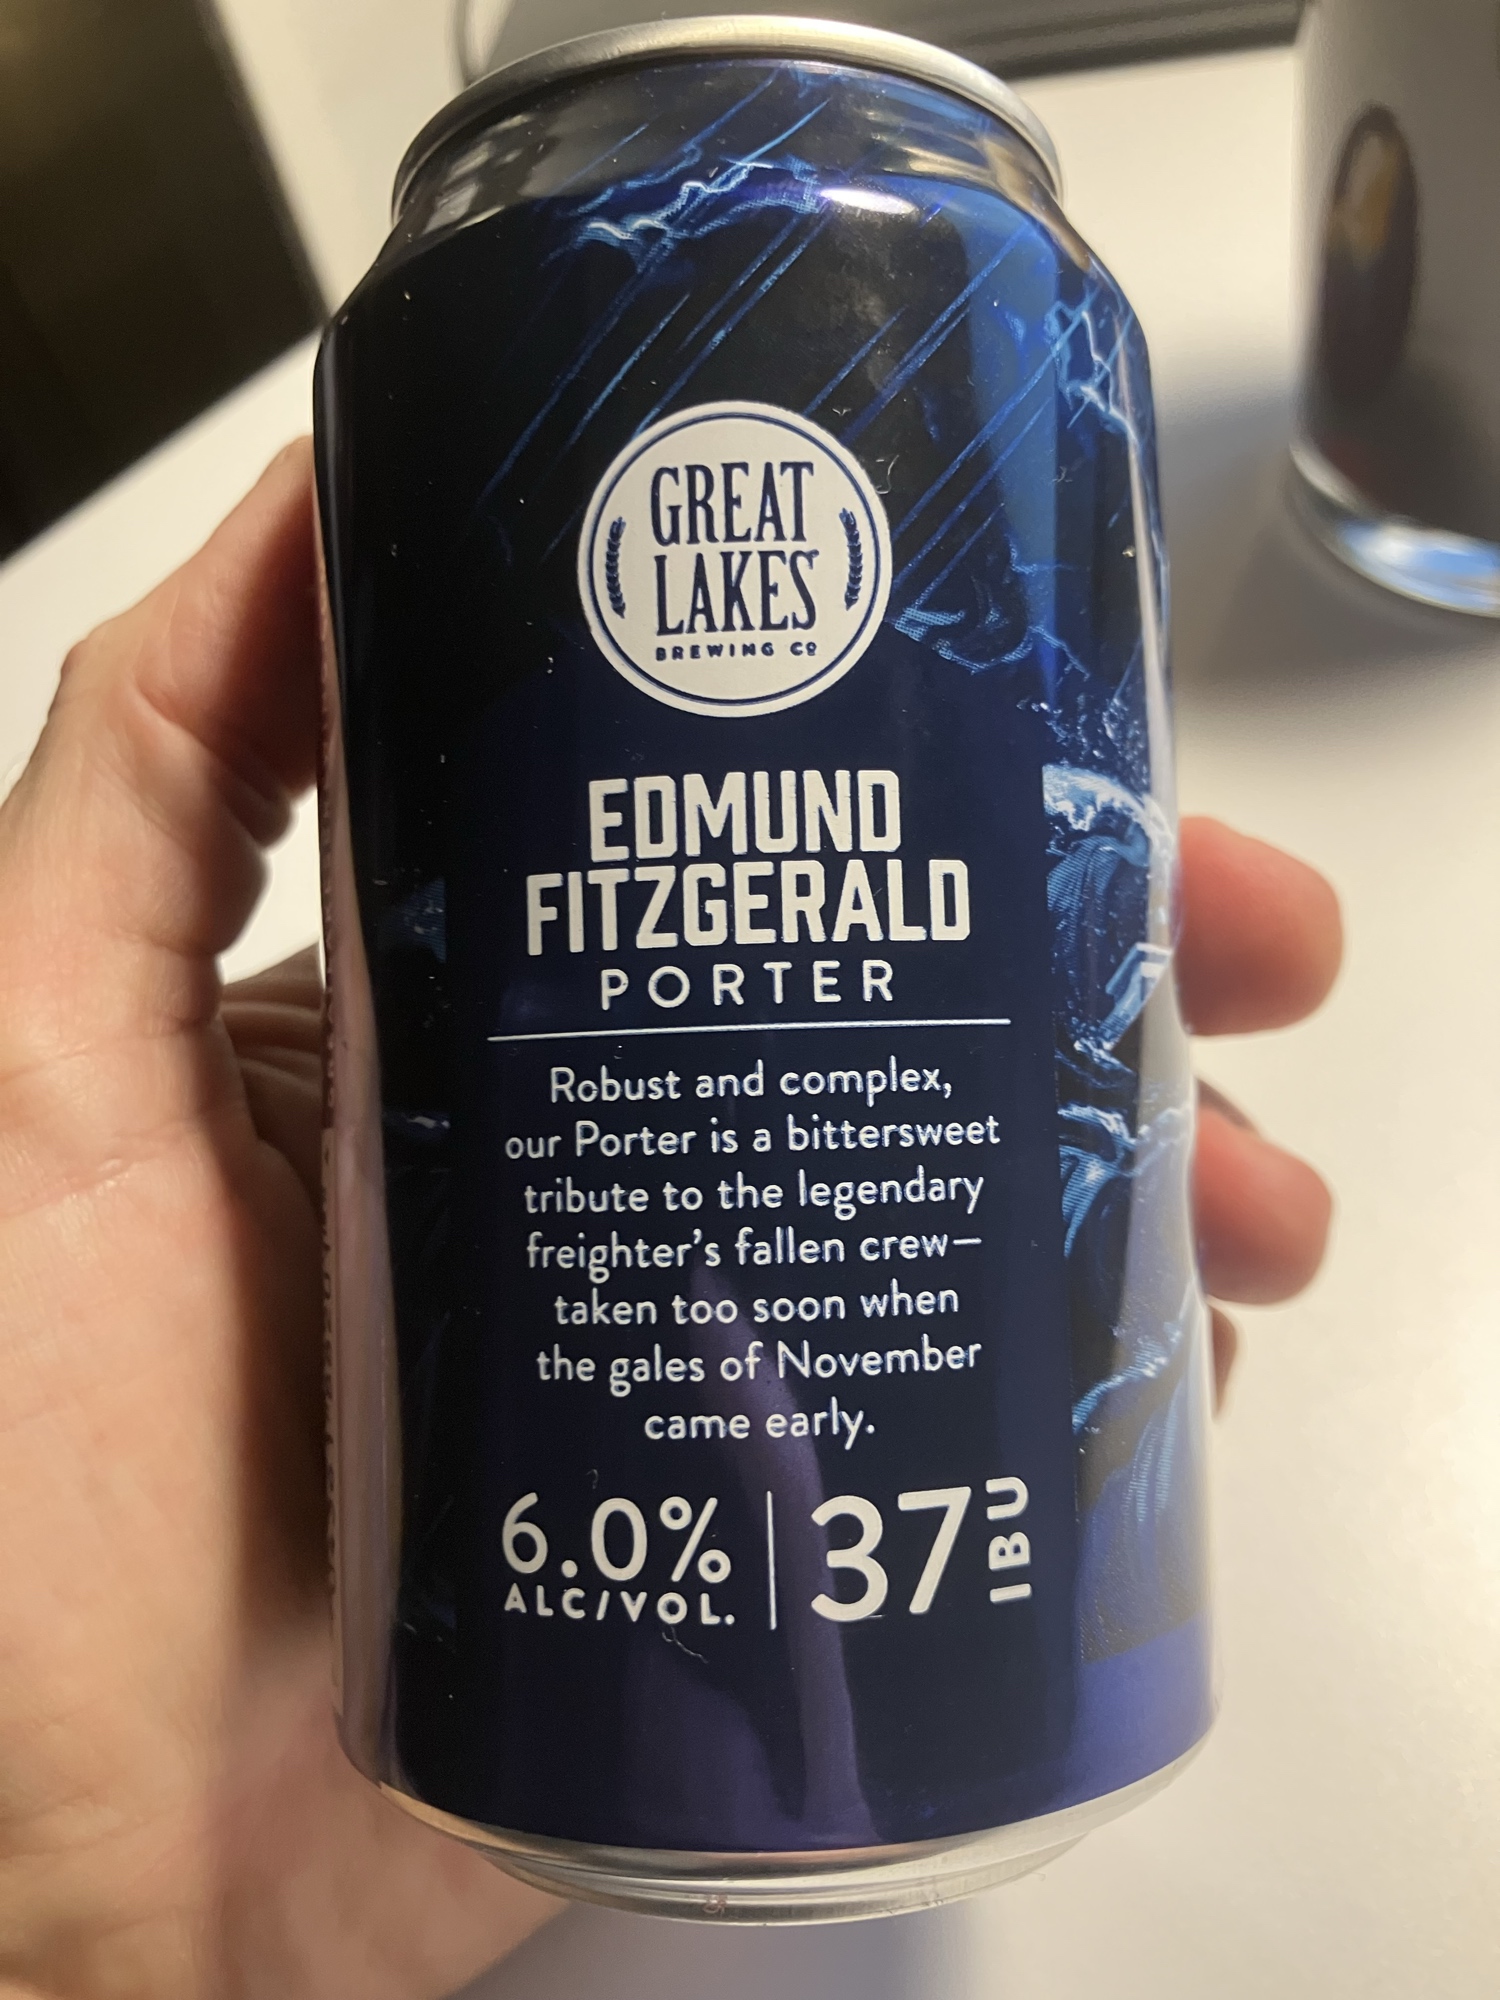 GREAT
LAKES
BREWING CO
EDMUND
FITZGERALD
PORTER
Robust and complex,
our Porter is a bittersweet
tribute to the legendary
freighter's fallen crew—
taken too soon when
the gales of November
came early.
6.0%
ALC/VOL.
37
IBU